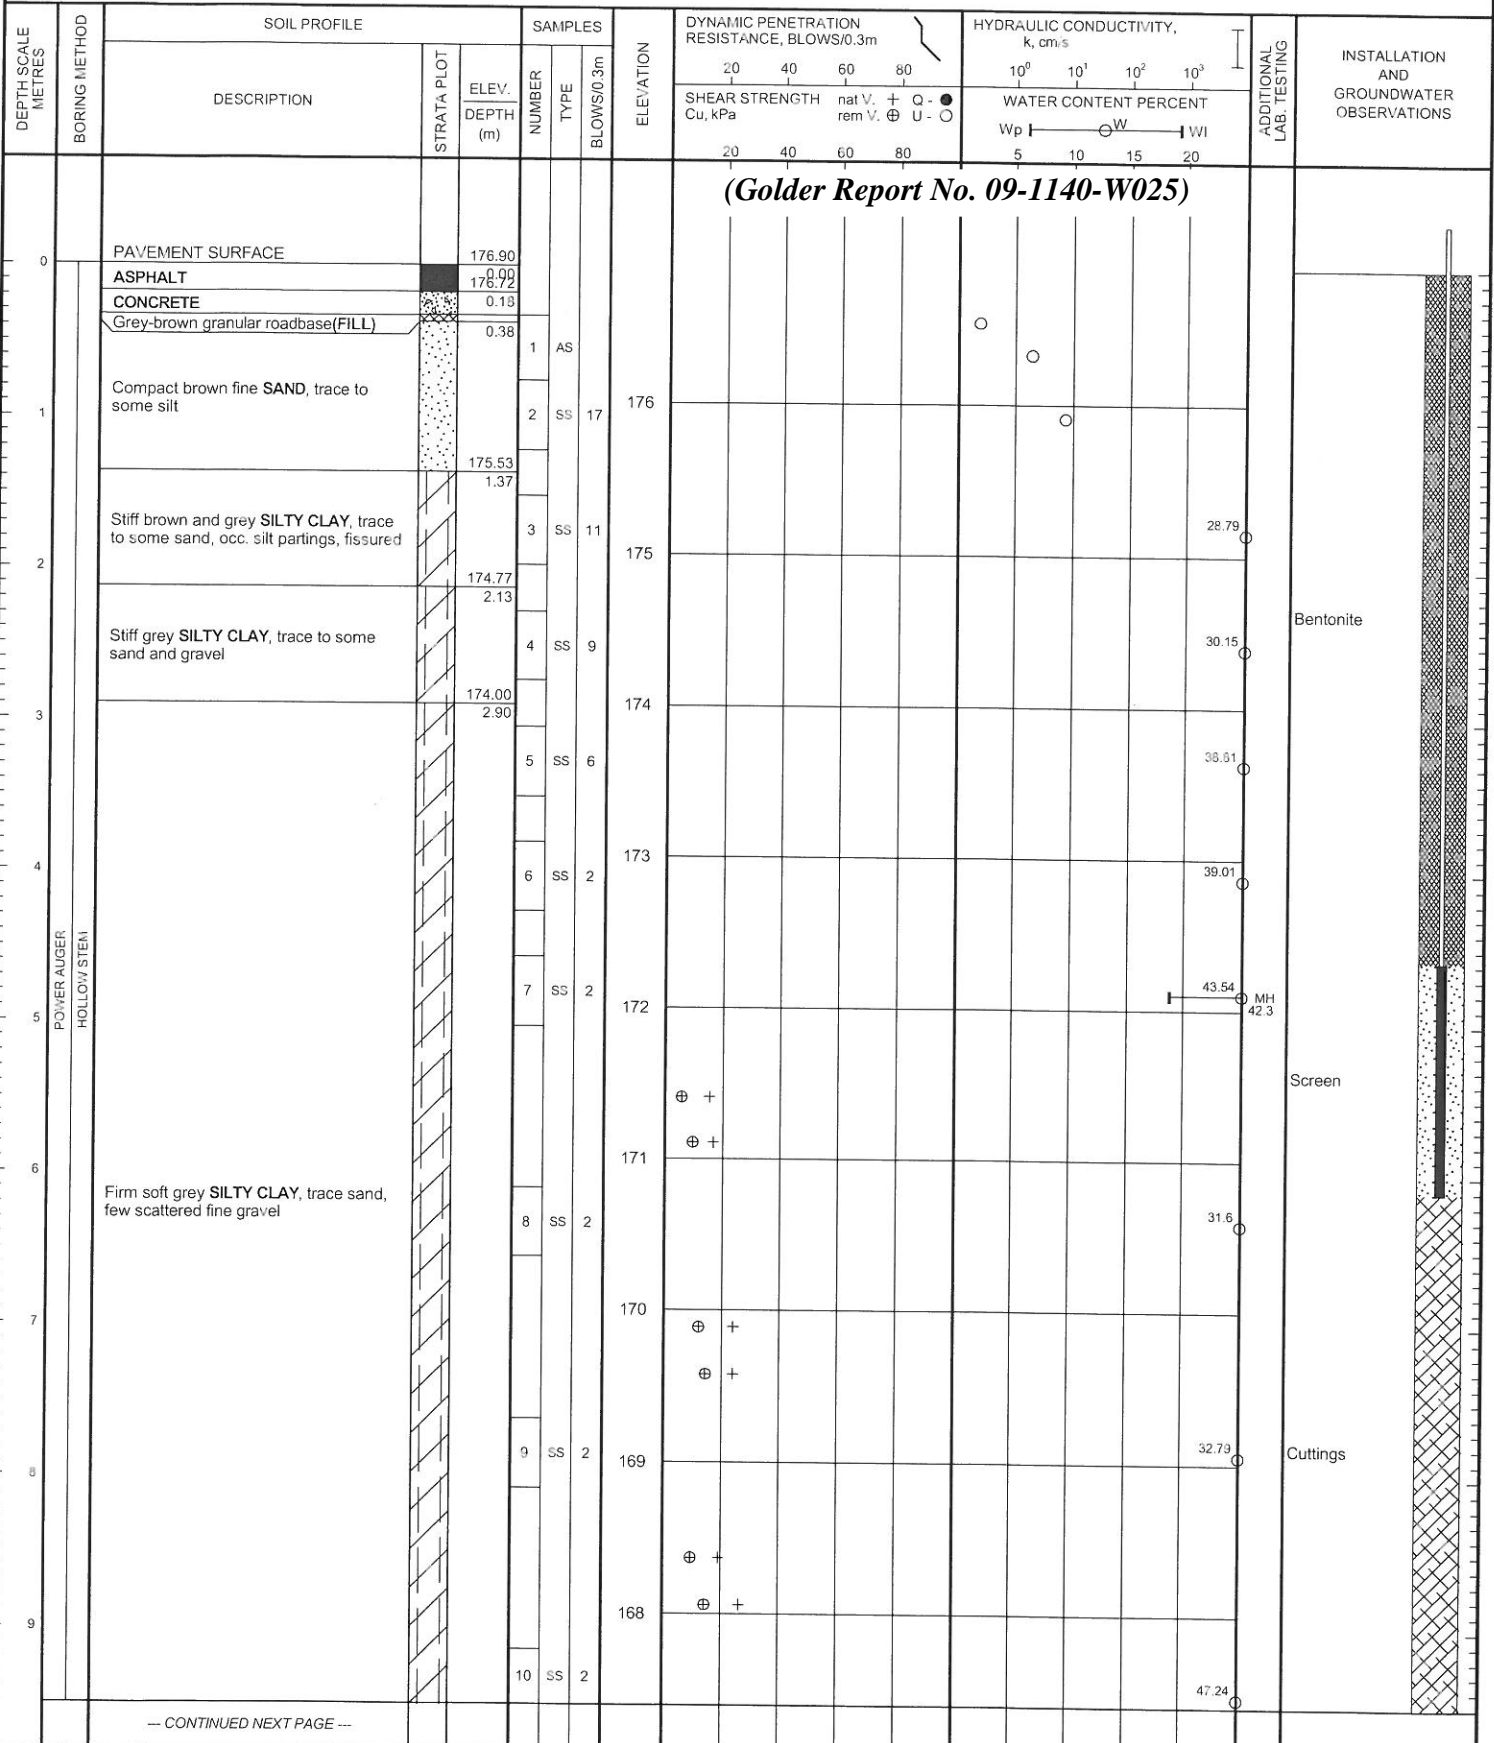 DEPTH SCALE
METRES
BORING METHOD
SOIL PROFILE
DESCRIPTION
STRATA PLOT
ELEV.
DEPTH
(m)
SAMPLES
NUMBER
TYPE
BLOWS/0.3m
ELEVATION
DYNAMIC PENETRATION
RESISTANCE, BLOWS/0.3m
20 40 60 80
SHEAR STRENGTH nat V. + Q - ●
Cu, kPa rem V. ⊕ U - ○
20 40 60 80
HYDRAULIC CONDUCTIVITY,
k, cm/s
10⁰ 10¹ 10² 10³
WATER CONTENT PERCENT
Wp W Wl
5 10 15 20
ADDITIONAL
LAB. TESTING
INSTALLATION
AND
GROUNDWATER
OBSERVATIONS
(Golder Report No. 09-1140-W025)
0
PAVEMENT SURFACE 176.90
0.00
ASPHALT 176.72
CONCRETE 0.18
Grey-brown granular roadbase(FILL)
0.38
1 AS
Compact brown fine SAND, trace to
some silt
1
2 SS 17
176
175.53
1.37
Stiff brown and grey SILTY CLAY, trace
to some sand, occ. silt partings, fissured
3 SS 11
28.79
175
2
174.77
2.13
Bentonite
Stiff grey SILTY CLAY, trace to some
sand and gravel
4 SS 9
30.15
174.00
2.90
174
3
5 SS 6
173
4
6 SS 2
39.01
POWER AUGER
HOLLOW STEM
7 SS 2
43.54
MH
42.3
172
5
Screen
171
6
Firm soft grey SILTY CLAY, trace sand,
few scattered fine gravel
8 SS 2
31.6
170
7
9 SS 2
32.79
169
Cuttings
8
168
9
10 SS 2
47.24
--- CONTINUED NEXT PAGE ---